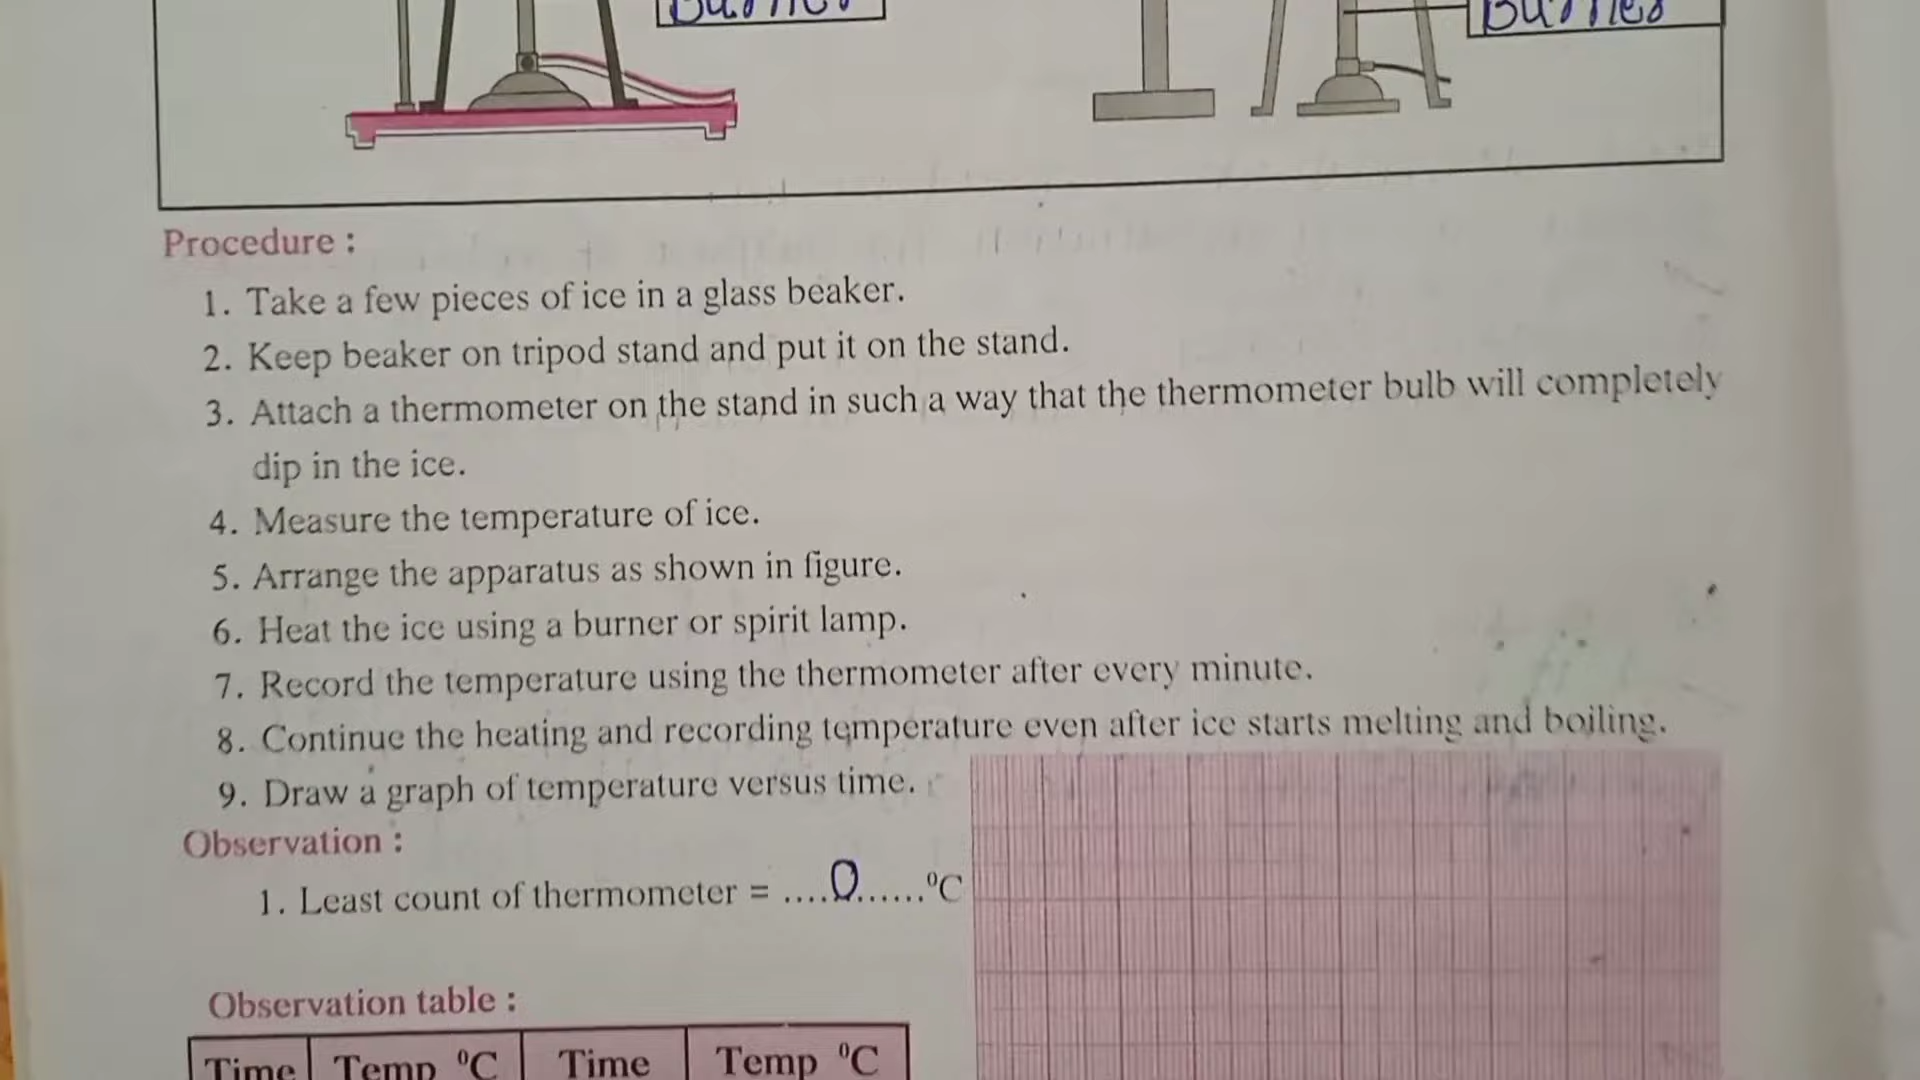 Burner
Burner
Procedure :
1. Take a few pieces of ice in a glass beaker.
2. Keep beaker on tripod stand and put it on the stand.
3. Attach a thermometer on the stand in such a way that the thermometer bulb will completely
dip in the ice.
4. Measure the temperature of ice.
5. Arrange the apparatus as shown in figure.
6. Heat the ice using a burner or spirit lamp.
7. Record the temperature using the thermometer after every minute.
8. Continue the heating and recording temperature even after ice starts melting and boiling.
9. Draw a graph of temperature versus time.
Observation :
1. Least count of thermometer = ....0......⁰C
Observation table :
Time Temp ⁰C Time Temp ⁰C